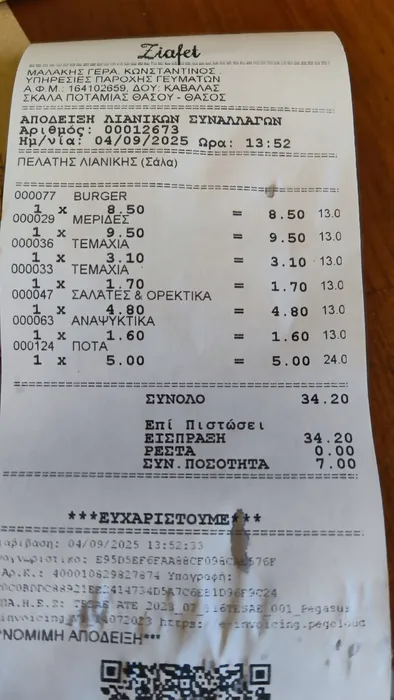 Ziafet
ΜΑΛΑΚΗΣ ΓΕΡΑ. ΚΩΝΣΤΑΝΤΙΝΟΣ .
ΥΠΗΡΕΣΙΕΣ ΠΑΡΟΧΗΣ ΓΕΥΜΑΤΩΝ
Α.Φ.Μ.: 164102659, ΔΟΥ: ΚΑΒΑΛΑΣ
ΣΚΑΛΑ ΠΟΤΑΜΙΑΣ ΘΑΣΟΥ - ΘΑΣΟΣ
ΑΠΟΔΕΙΞΗ ΛΙΑΝΙΚΩΝ ΣΥΝΑΛΛΑΓΩΝ
Αριθμός: 00012673
Ημ/νία: 04/09/2025 Ωρα: 13:52
ΠΕΛΑΤΗΣ ΛΙΑΝΙΚΗΣ (Σάλα)
000077 BURGER
1 x 8.50 = 8.50 13.0
000029 ΜΕΡΙΔΕΣ
1 x 9.50 = 9.50 13.0
000036 ΤΕΜΑΧΙΑ
1 x 3.10 = 3.10 13.0
000033 ΤΕΜΑΧΙΑ
1 x 1.70 = 1.70 13.0
000047 ΣΑΛΑΤΕΣ & ΟΡΕΚΤΙΚΑ
1 x 4.80 = 4.80 13.0
000063 ΑΝΑΨΥΚΤΙΚΑ
1 x 1.60 = 1.60 13.0
000124 ΠΟΤΑ
1 x 5.00 = 5.00 24.0
ΣΥΝΟΛΟ 34.20
Επί Πιστώσει
ΕΙΣΠΡΑΞΗ 34.20
ΡΕΣΤΑ 0.00
ΣΥΝ.ΠΟΣΟΤΗΤΑ 7.00
***ΕΥΧΑΡΙΣΤΟΥΜΕ***
04/09/2025 13:52:33
Υπογραφή:
Pegasus
*ΝΟΜΙΜΗ ΑΠΟΔΕΙΞΗ***